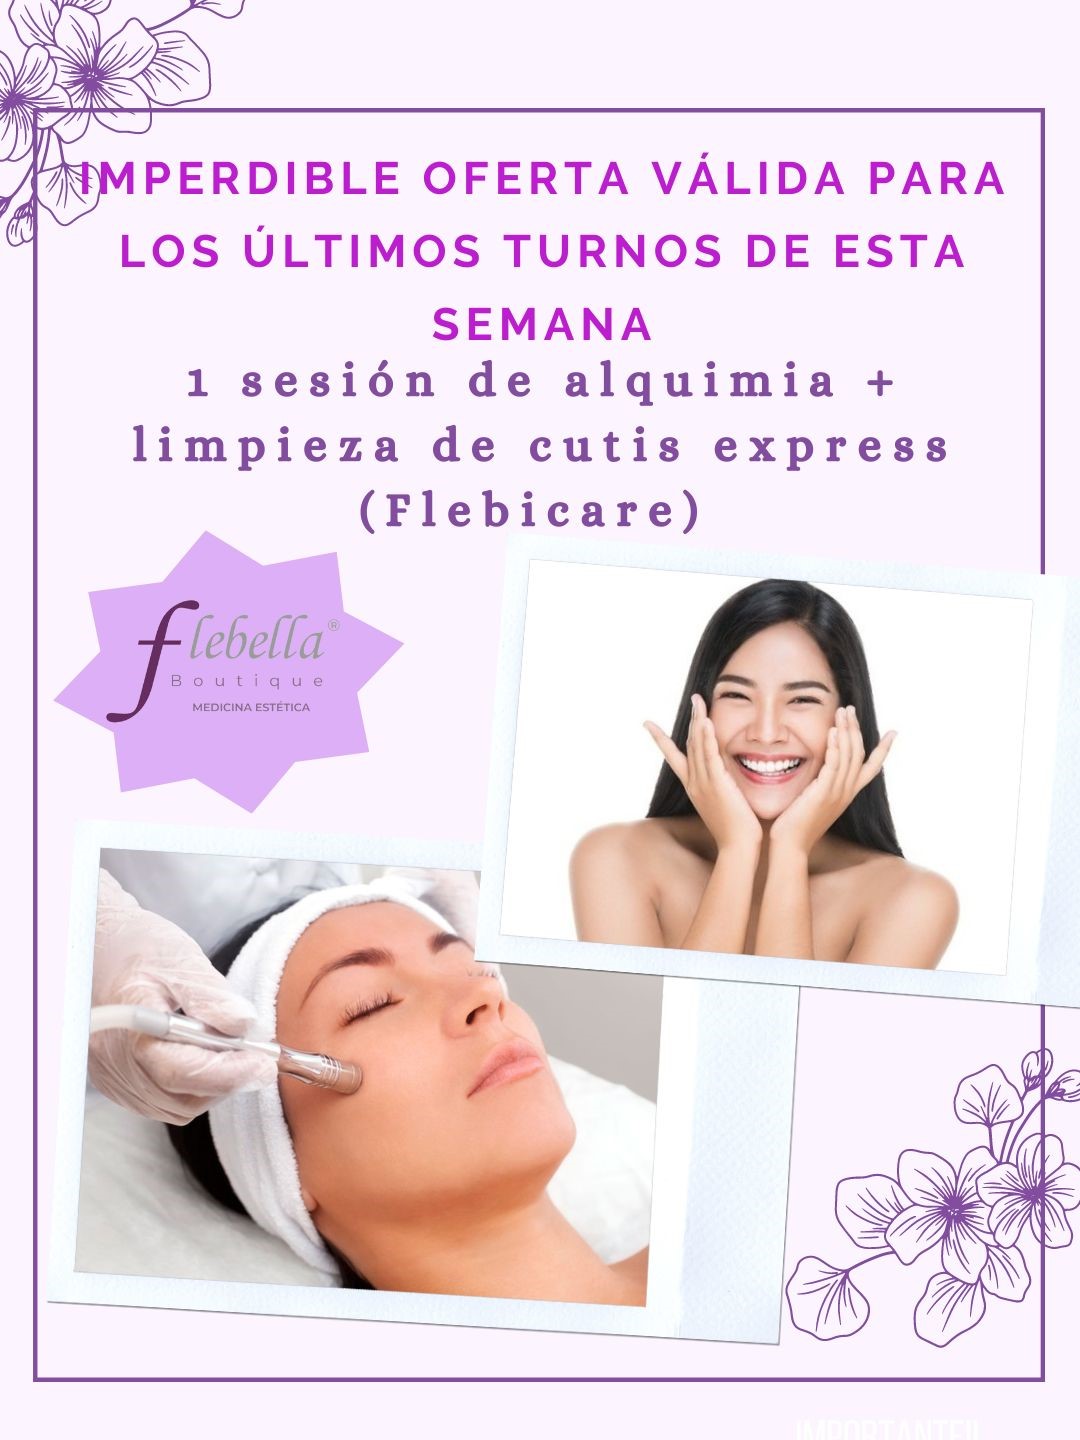 IMPERDIBLE OFERTA VÁLIDA PARA
LOS ÚLTIMOS TURNOS DE ESTA
SEMANA
1 sesión de alquimia +
limpieza de cutis express
(Flebicare)
flebella®
Boutique
MEDICINA ESTÉTICA
IMPORTANTE!!